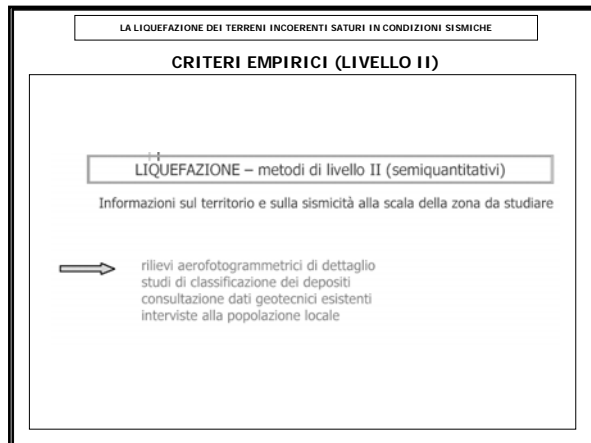 LA LIQUEFAZIONE DEI TERRENI INCOERENTI SATURI IN CONDIZIONI SISMICHE
CRITERI EMPIRICI (LIVELLO II)
LIQUEFAZIONE – metodi di livello II (semiquantitativi)
Informazioni sul territorio e sulla sismicità alla scala della zona da studiare
rilievi aerofotogrammetrici di dettaglio
studi di classificazione dei depositi
consultazione dati geotecnici esistenti
interviste alla popolazione locale